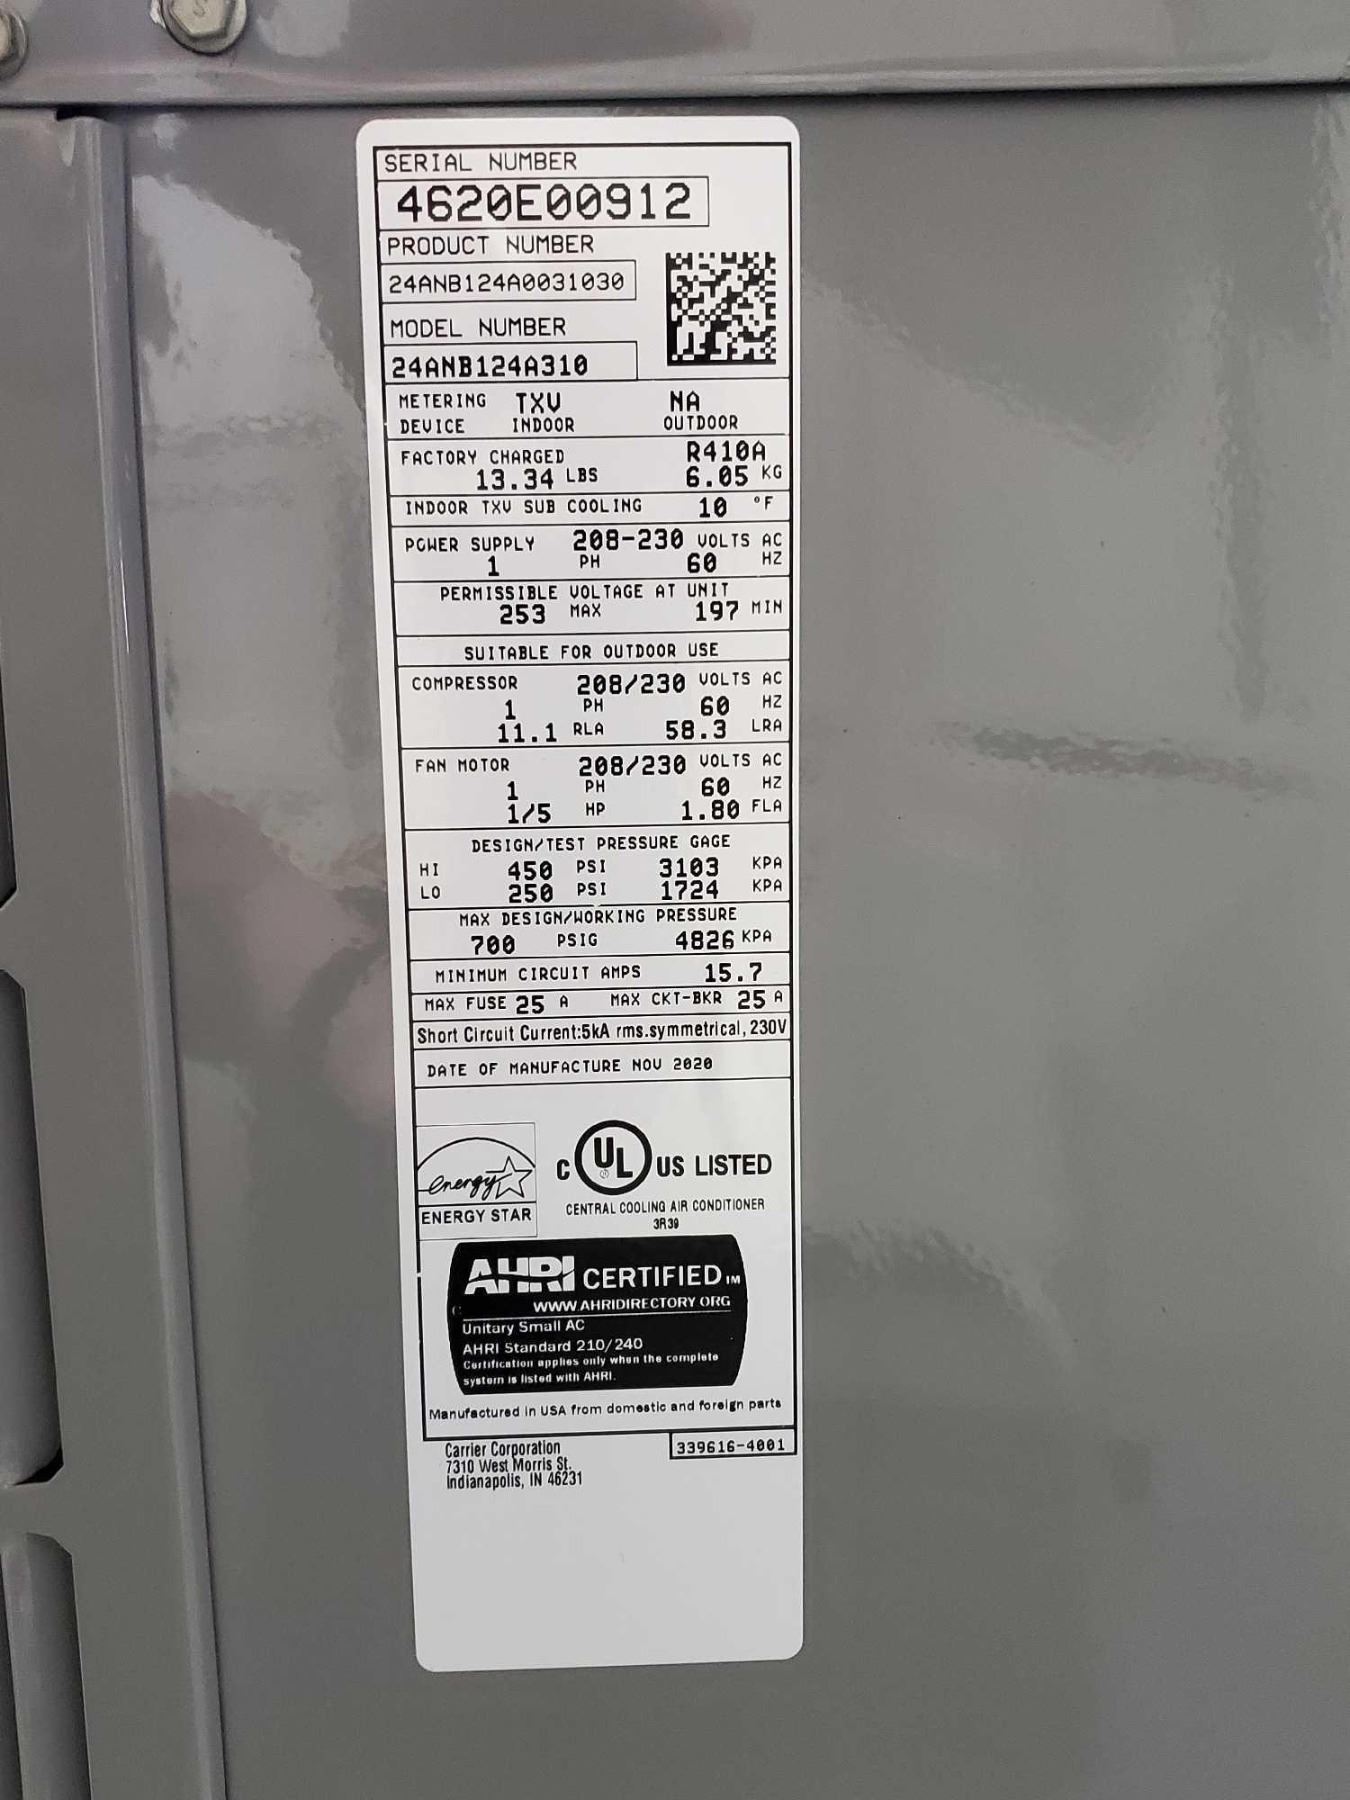 SERIAL NUMBER
4620E00912
PRODUCT NUMBER
24ANB124A0031030
MODEL NUMBER
24ANB124A310
METERING TXV NA
DEVICE INDOOR OUTDOOR
FACTORY CHARGED R410A
13.34 LBS 6.05 KG
INDOOR TXV SUB COOLING 10 °F
POWER SUPPLY 208-230 VOLTS AC
1 PH 60 HZ
PERMISSIBLE VOLTAGE AT UNIT
253 MAX 197 MIN
SUITABLE FOR OUTDOOR USE
COMPRESSOR 208/230 VOLTS AC
1 PH 60 HZ
11.1 RLA 58.3 LRA
FAN MOTOR 208/230 VOLTS AC
1 PH 60 HZ
1/5 HP 1.80 FLA
DESIGN/TEST PRESSURE GAGE
HI 450 PSI 3103 KPA
LO 250 PSI 1724 KPA
MAX DESIGN/WORKING PRESSURE
700 PSIG 4826 KPA
MINIMUM CIRCUIT AMPS 15.7
MAX FUSE 25 A MAX CKT-BKR 25 A
Short Circuit Current:5kA rms.symmetrical, 230V
DATE OF MANUFACTURE NOV 2020
energy
ENERGY STAR
C UL US LISTED
CENTRAL COOLING AIR CONDITIONER
3R39
AHRI CERTIFIED TM
WWW.AHRIDIRECTORY.ORG
Unitary Small AC
AHRI Standard 210/240
Certification applies only when the complete
system is listed with AHRI.
Manufactured in USA from domestic and foreign parts
Carrier Corporation
7310 West Morris St.
Indianapolis, IN 46231
339616-4001